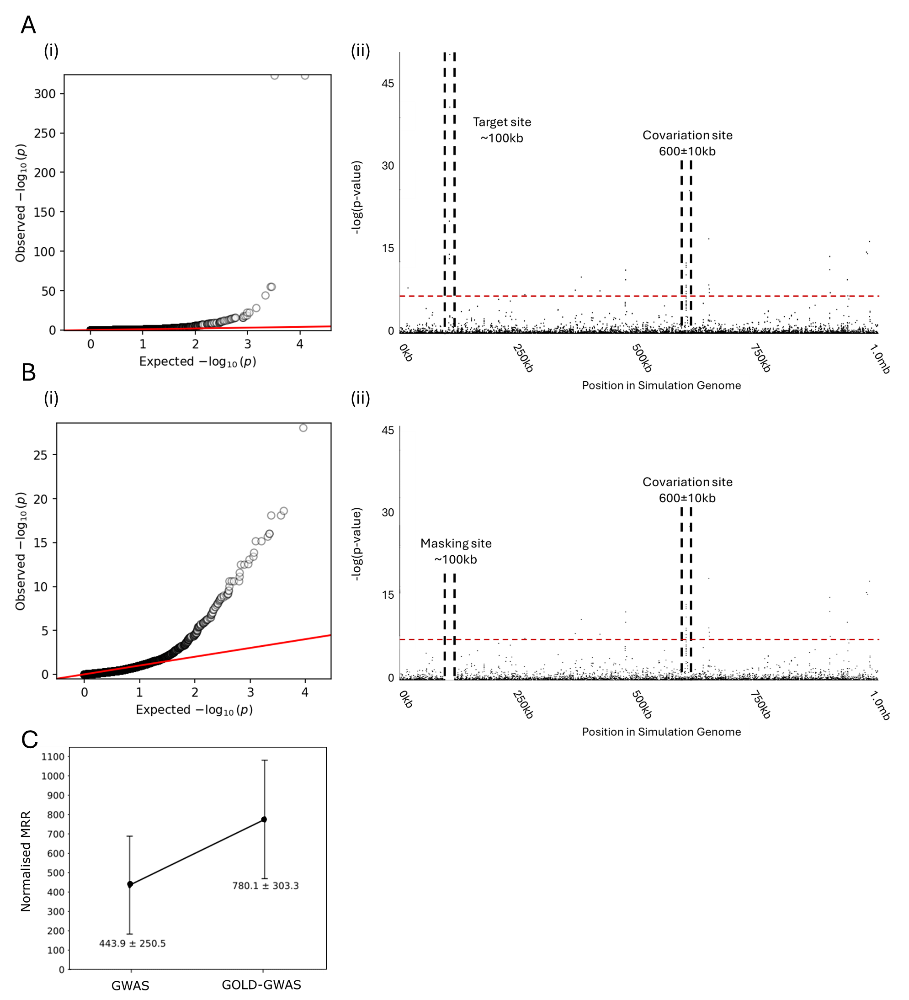 A
(i)
300
250
200
150
100
50
0
Observed −log10(p)
0 1 2 3 4
Expected −log10(p)
(ii)
45
30
15
0
-log(p-value)
Target site
~100kb
Covariation site
600±10kb
0kb 250kb 500kb 750kb 1.0mb
Position in Simulation Genome
B
(i)
25
20
15
10
5
0
Observed −log10(p)
0 1 2 3 4
Expected −log10(p)
(ii)
45
30
15
0
-log(p-value)
Covariation site
600±10kb
Masking site
~100kb
0kb 250kb 500kb 750kb 1.0mb
Position in Simulation Genome
C
1100
1000
900
800
700
600
500
400
300
200
100
0
Normalised MRR
780.1 ± 303.3
443.9 ± 250.5
GWAS GOLD-GWAS